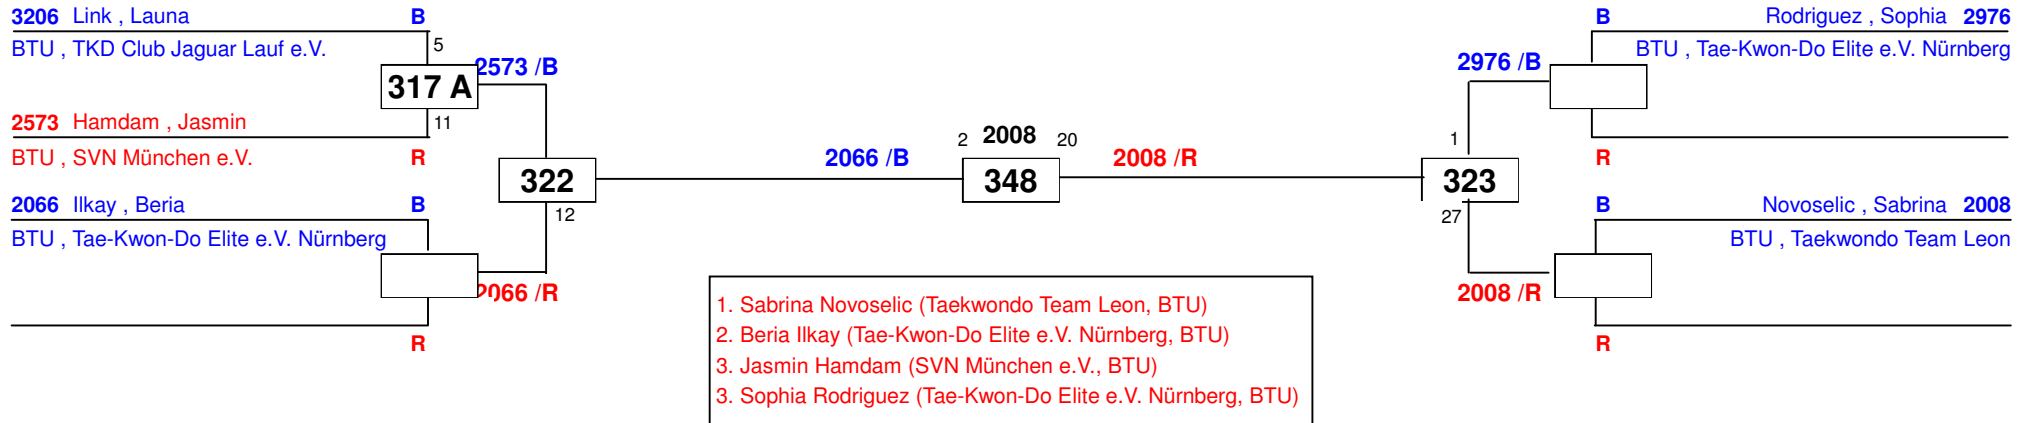 3206 Link , Launa B
BTU , TKD Club Jaguar Lauf e.V.
5
317 A
2573 /B
11
2573 Hamdam , Jasmin
BTU , SVN München e.V. R
322
12
2066 Ilkay , Beria B
BTU , Tae-Kwon-Do Elite e.V. Nürnberg
2066 /R
R
2066 /B
2 2008 20
348
2008 /R
B Rodriguez , Sophia 2976
BTU , Tae-Kwon-Do Elite e.V. Nürnberg
2976 /B
R
1
323
27
B Novoselic , Sabrina 2008
BTU , Taekwondo Team Leon
2008 /R
R
1. Sabrina Novoselic (Taekwondo Team Leon, BTU)
2. Beria Ilkay (Tae-Kwon-Do Elite e.V. Nürnberg, BTU)
3. Jasmin Hamdam (SVN München e.V., BTU)
3. Sophia Rodriguez (Tae-Kwon-Do Elite e.V. Nürnberg, BTU)